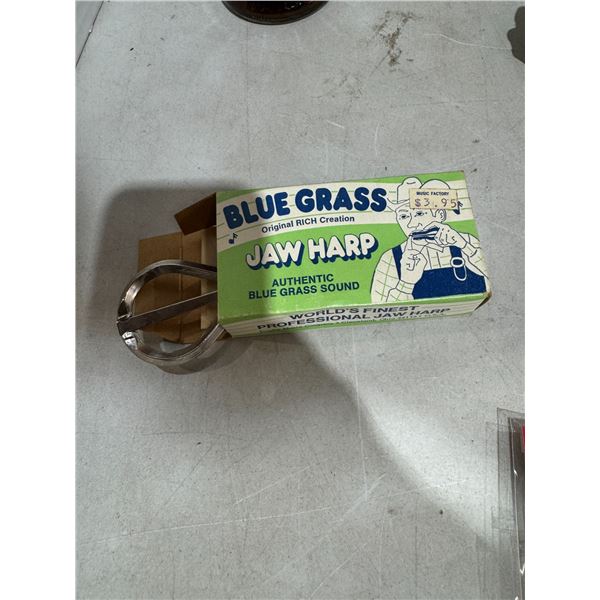 BLUE GRASS
Original RICH Creation
JAW HARP
AUTHENTIC
BLUE GRASS SOUND
MUSIC FACTORY
$3.95
WORLD'S FINEST
PROFESSIONAL JAW HARP